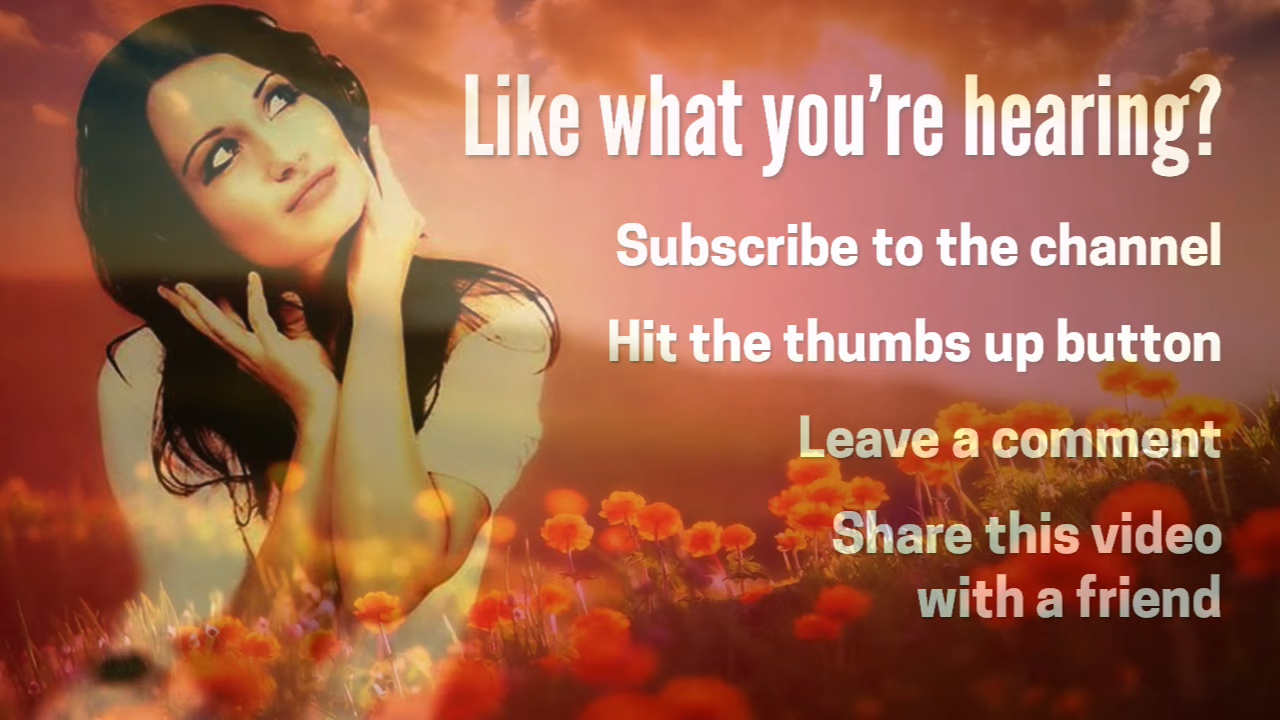 Like what you’re hearing?
Subscribe to the channel
Hit the thumbs up button
Leave a comment
Share this video
with a friend